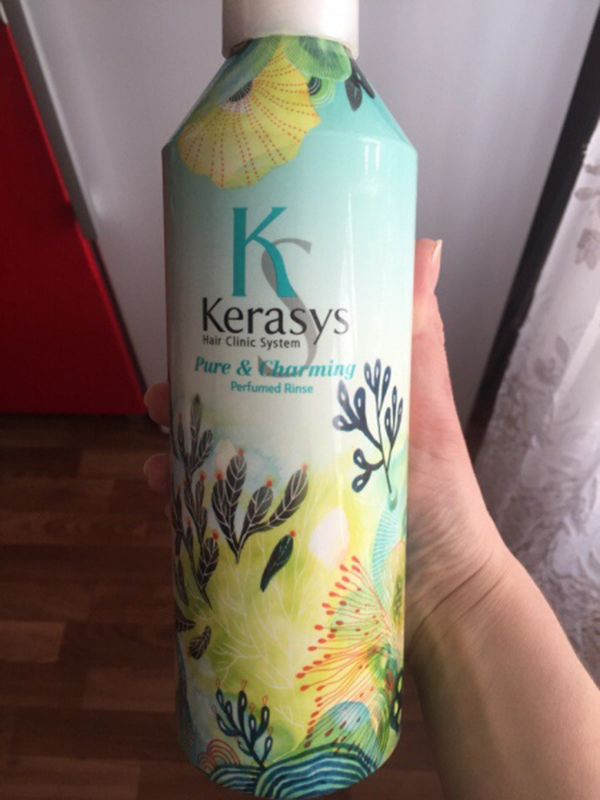 KS
Kerasys
Hair Clinic System
Pure & Charming
Perfumed Rinse